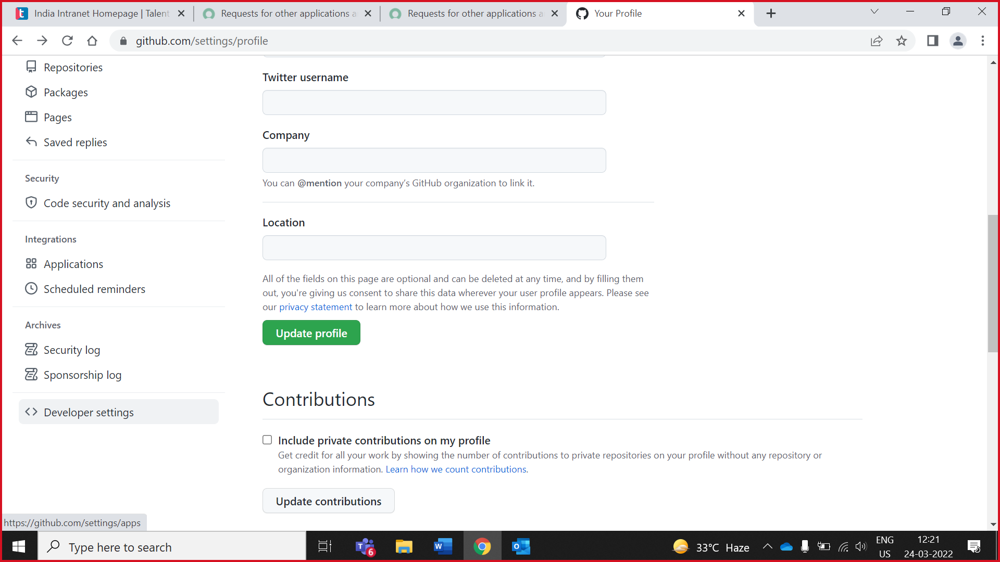 India Intranet Homepage | Talent
Requests for other applications a
Requests for other applications a
Your Profile
github.com/settings/profile
Repositories
Packages
Pages
Saved replies
Security
Code security and analysis
Integrations
Applications
Scheduled reminders
Archives
Security log
Sponsorship log
Developer settings
Twitter username
Company
You can @mention your company’s GitHub organization to link it.
Location
All of the fields on this page are optional and can be deleted at any time, and by filling them
out, you're giving us consent to share this data wherever your user profile appears. Please see
our privacy statement to learn more about how we use this information.
Update profile
Contributions
Include private contributions on my profile
Get credit for all your work by showing the number of contributions to private repositories on your profile without any repository or
organization information. Learn how we count contributions.
Update contributions
https://github.com/settings/apps
Type here to search
6
33°C Haze
ENG
US
12:21
24-03-2022